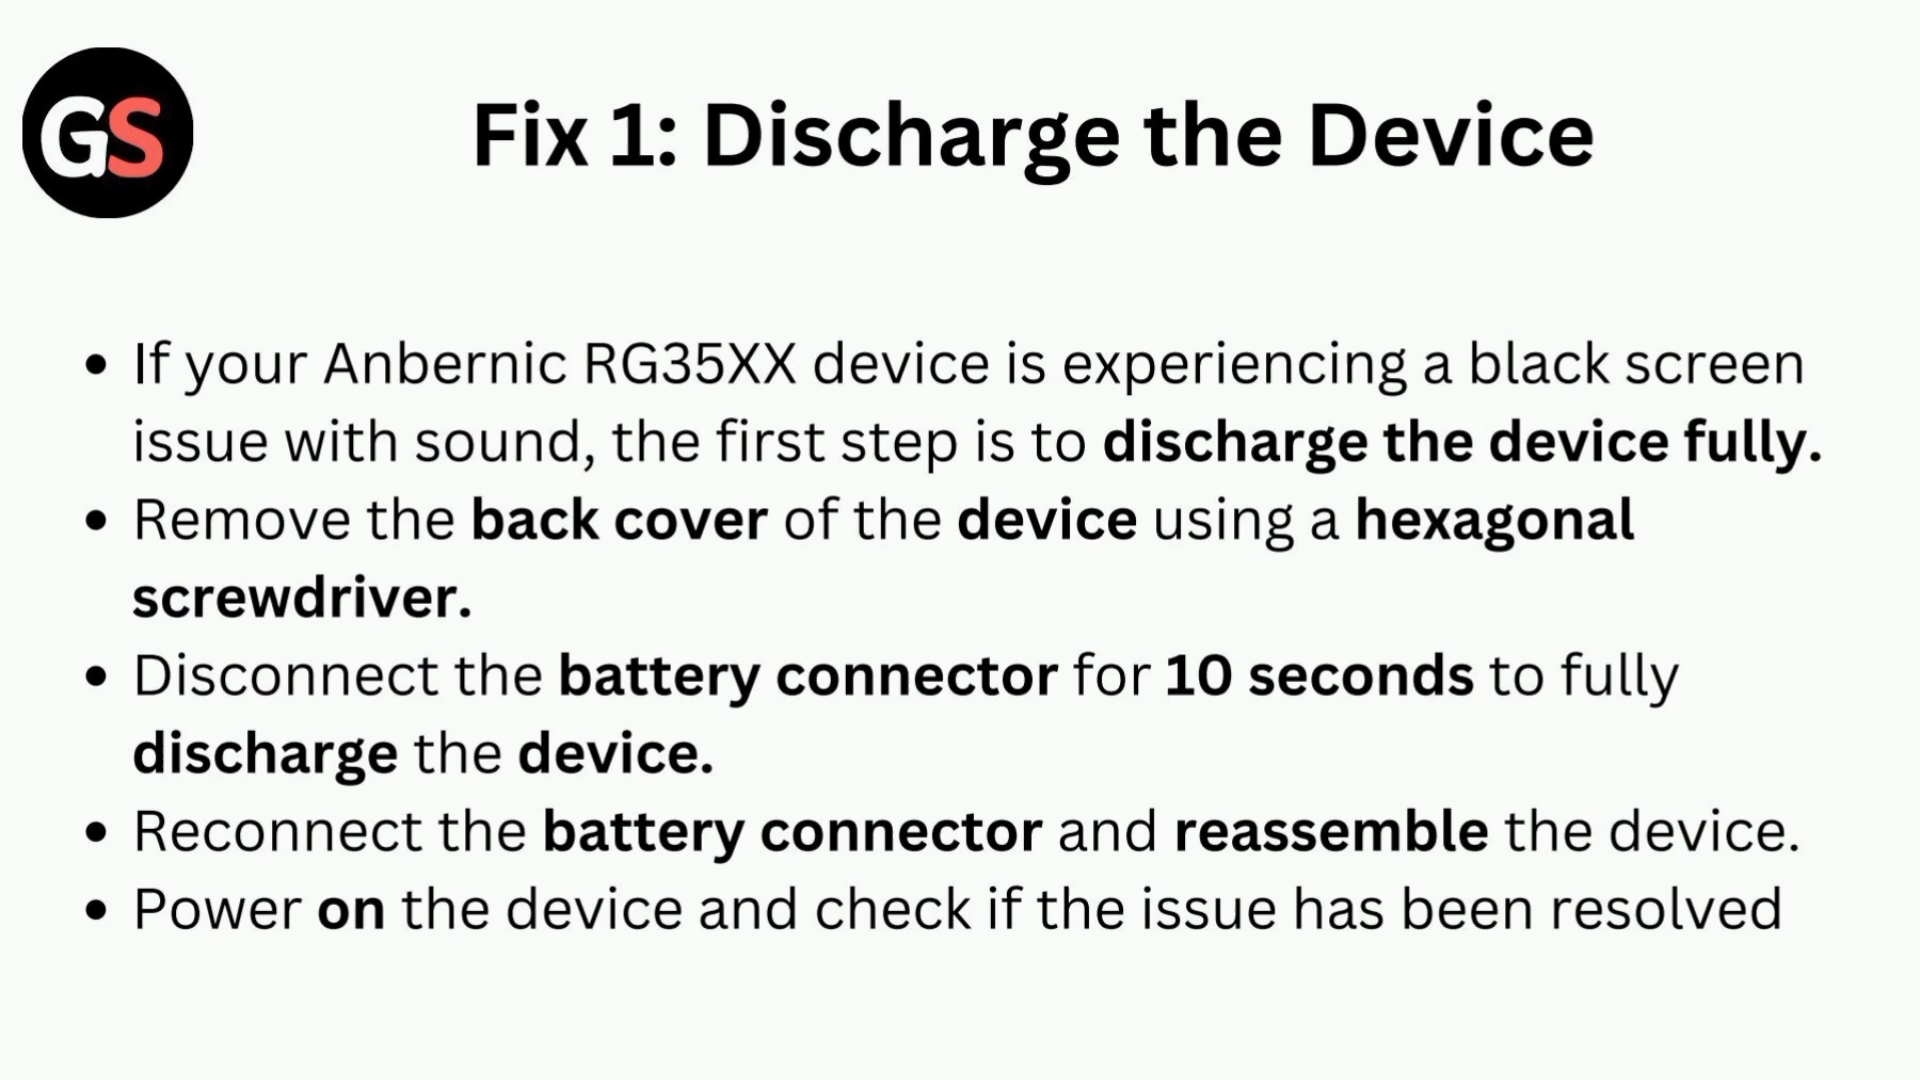 GS
Fix 1: Discharge the Device
• If your Anbernic RG35XX device is experiencing a black screen
issue with sound, the first step is to discharge the device fully.
• Remove the back cover of the device using a hexagonal
screwdriver.
• Disconnect the battery connector for 10 seconds to fully
discharge the device.
• Reconnect the battery connector and reassemble the device.
• Power on the device and check if the issue has been resolved